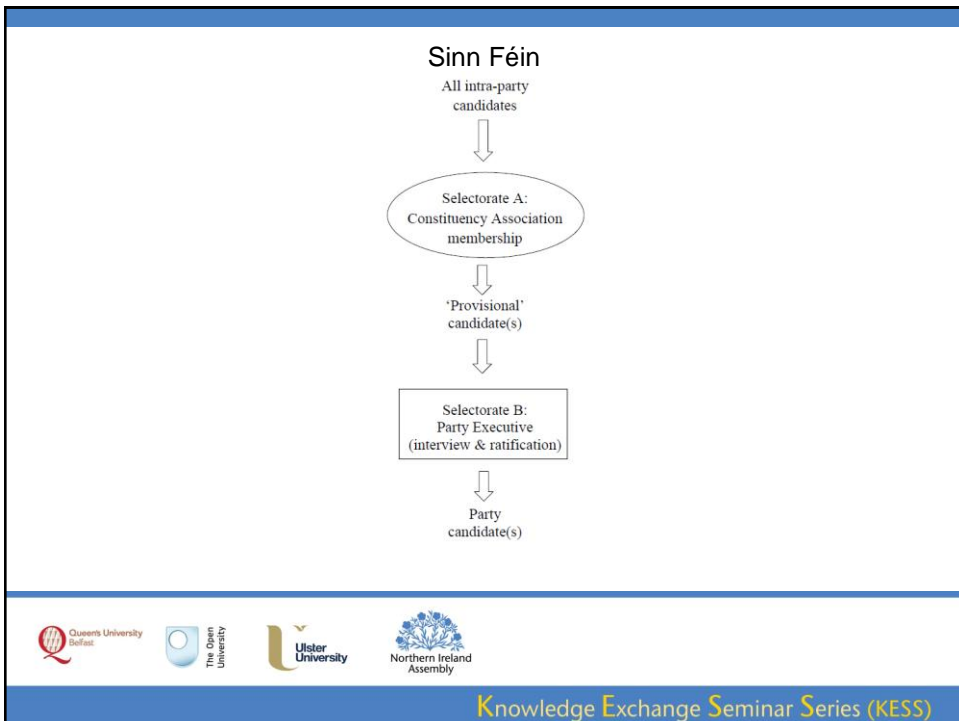 Sinn Féin
All intra-party
candidates
Selectorate A:
Constituency Association
membership
‘Provisional’
candidate(s)
Selectorate B:
Party Executive
(interview & ratification)
Party
candidate(s)
Queen's University
Belfast
The Open
University
Ulster
University
Northern Ireland
Assembly
Knowledge Exchange Seminar Series (KESS)